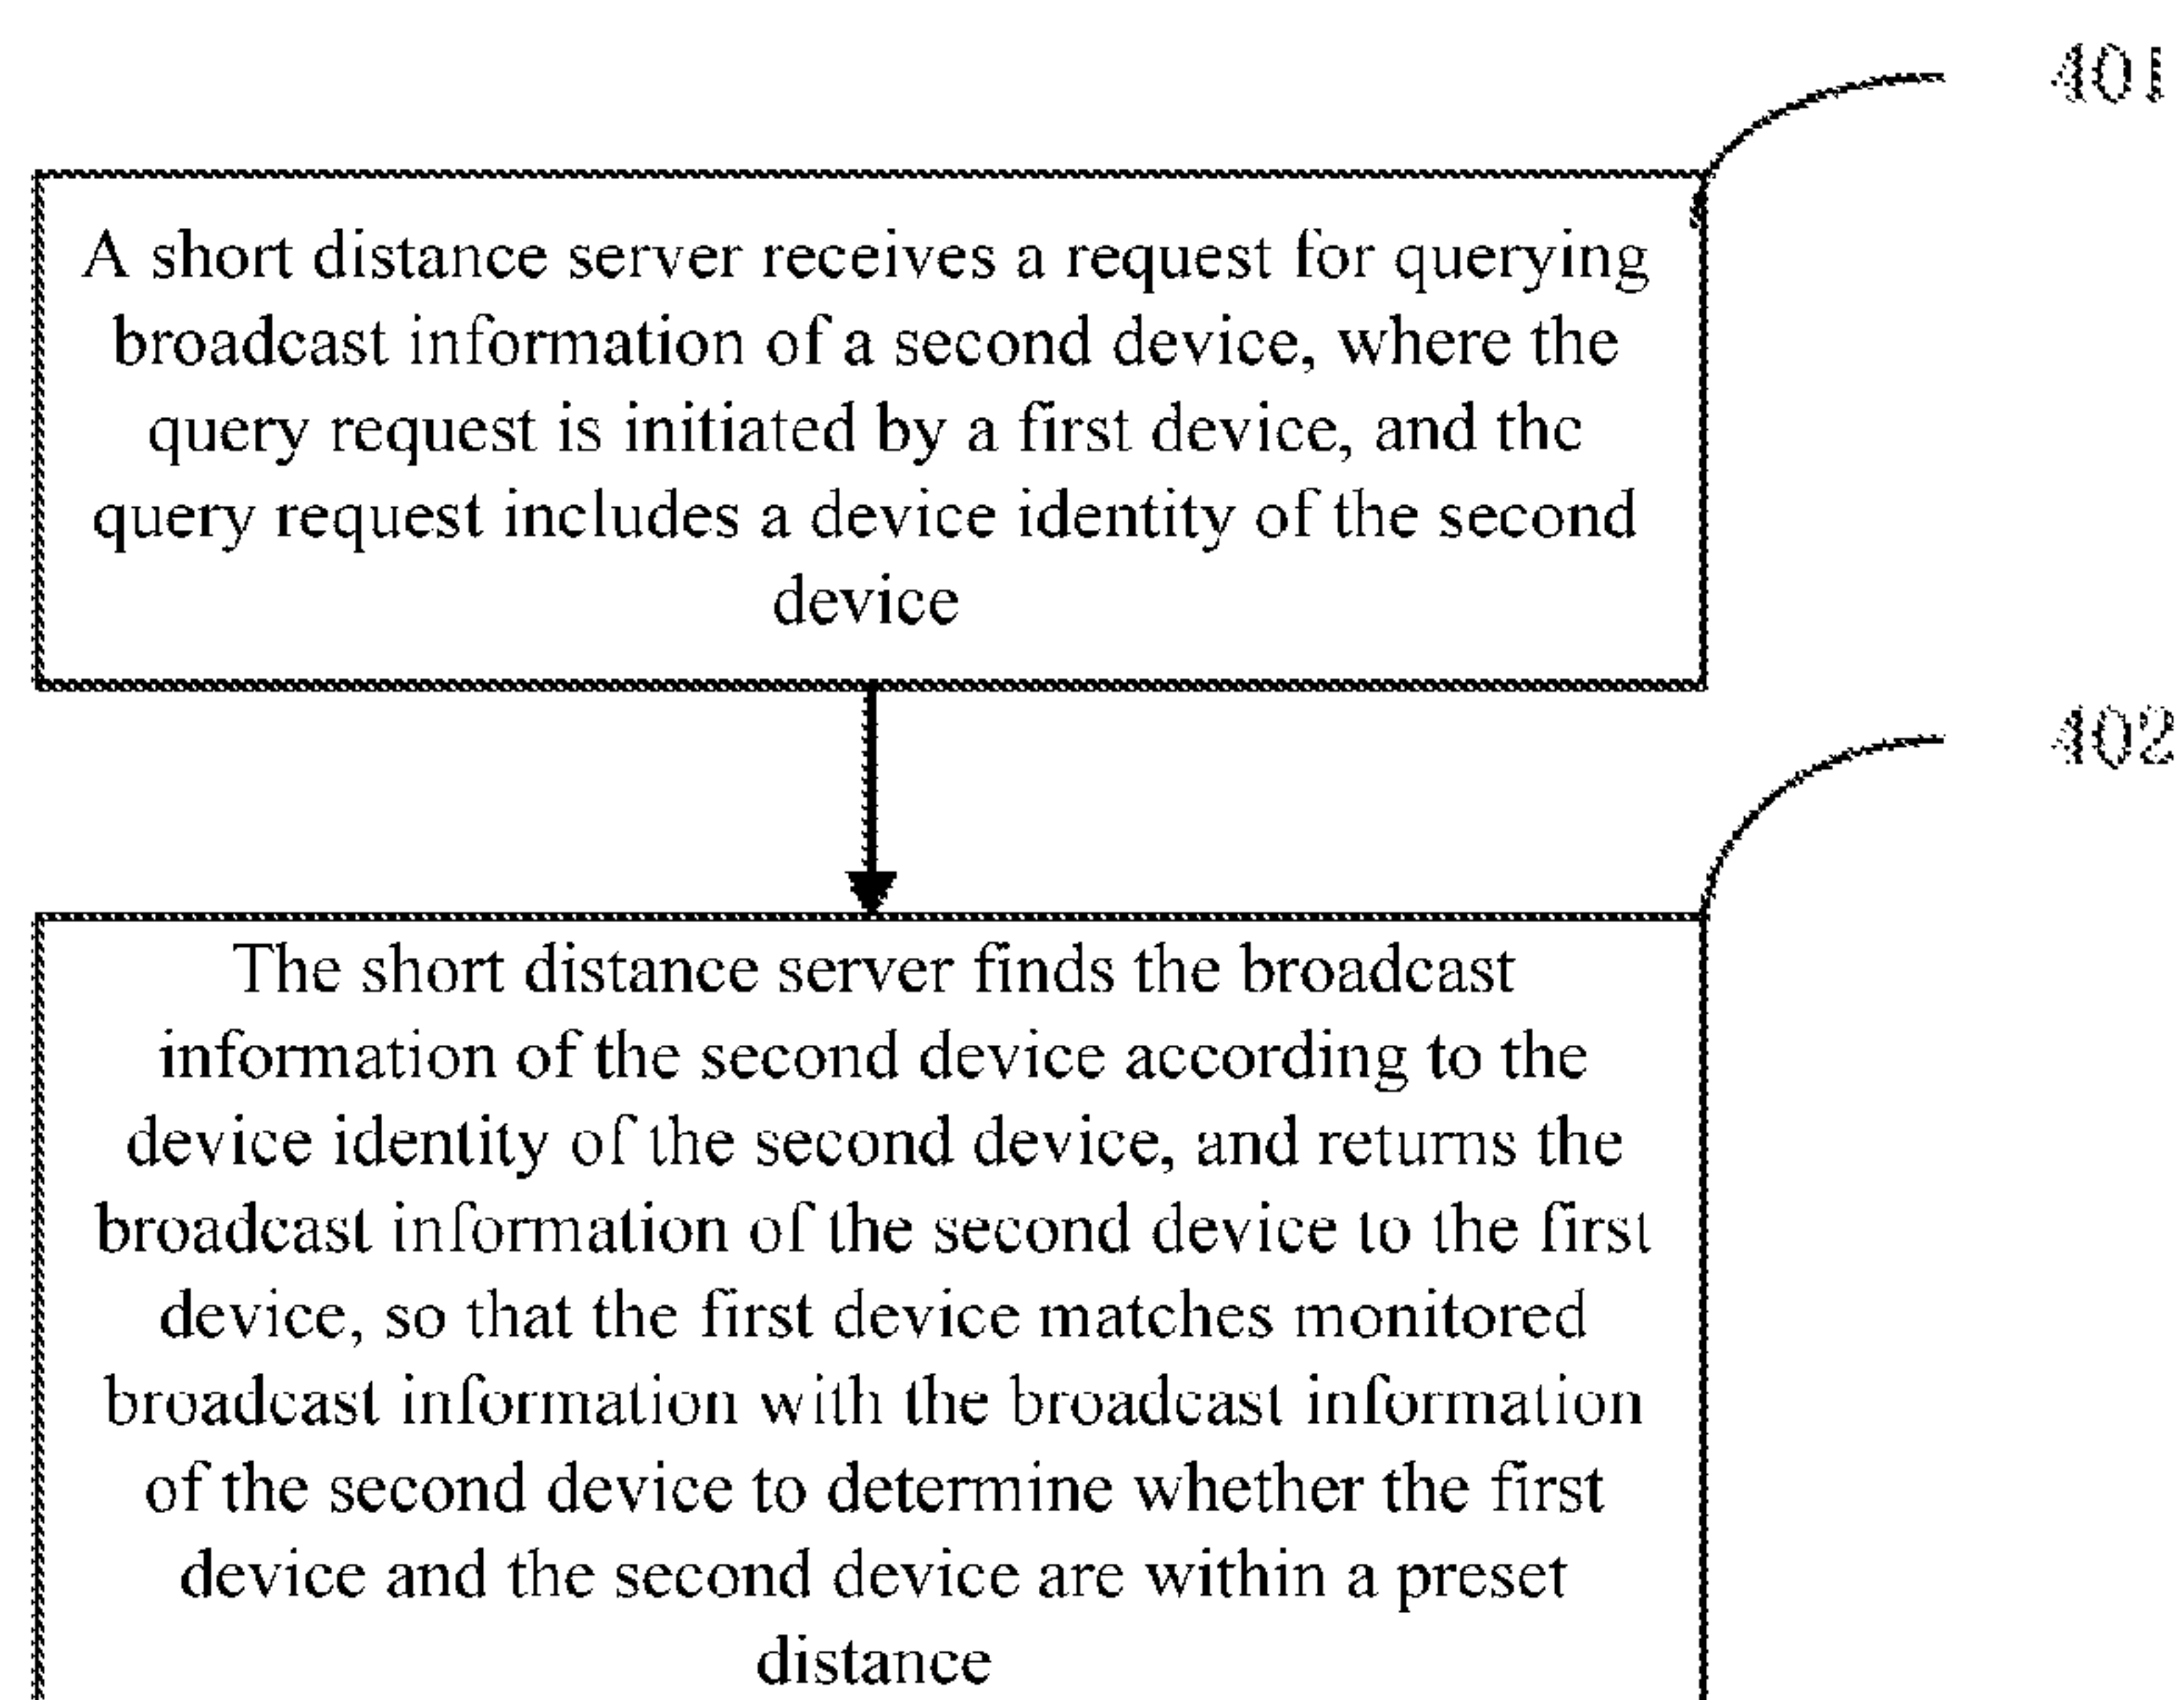 401
A short distance server receives a request for querying
broadcast information of a second device, where the
query request is initiated by a first device, and the
query request includes a device identity of the second
device
402
The short distance server finds the broadcast
information of the second device according to the
device identity of the second device, and returns the
broadcast information of the second device to the first
device, so that the first device matches monitored
broadcast information with the broadcast information
of the second device to determine whether the first
device and the second device are within a preset
distance